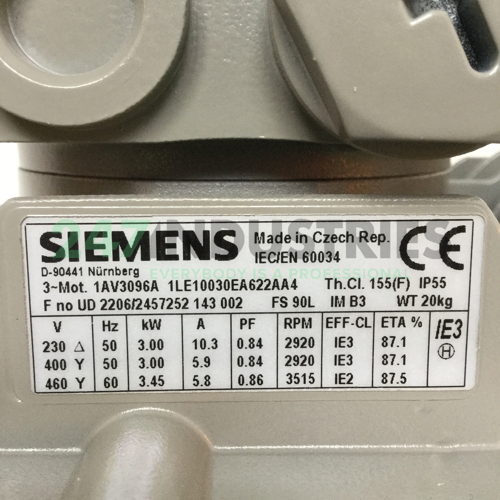 247INDUSTRIES
SIEMENS Made in Czech Rep. CE
D-90441 Nürnberg IEC/EN 60034
3~Mot. 1AV3096A 1LE10030EA622AA4 Th.Cl. 155(F) IP55
F no UD 2206/2457252 143 002 FS 90L IM B3 WT 20kg
V Hz kW A PF RPM EFF-CL ETA % IE3
230 Δ 50 3.00 10.3 0.84 2920 IE3 87.1 H
400 Y 50 3.00 5.9 0.84 2920 IE3 87.1
460 Y 60 3.45 5.8 0.86 3515 IE2 87.5